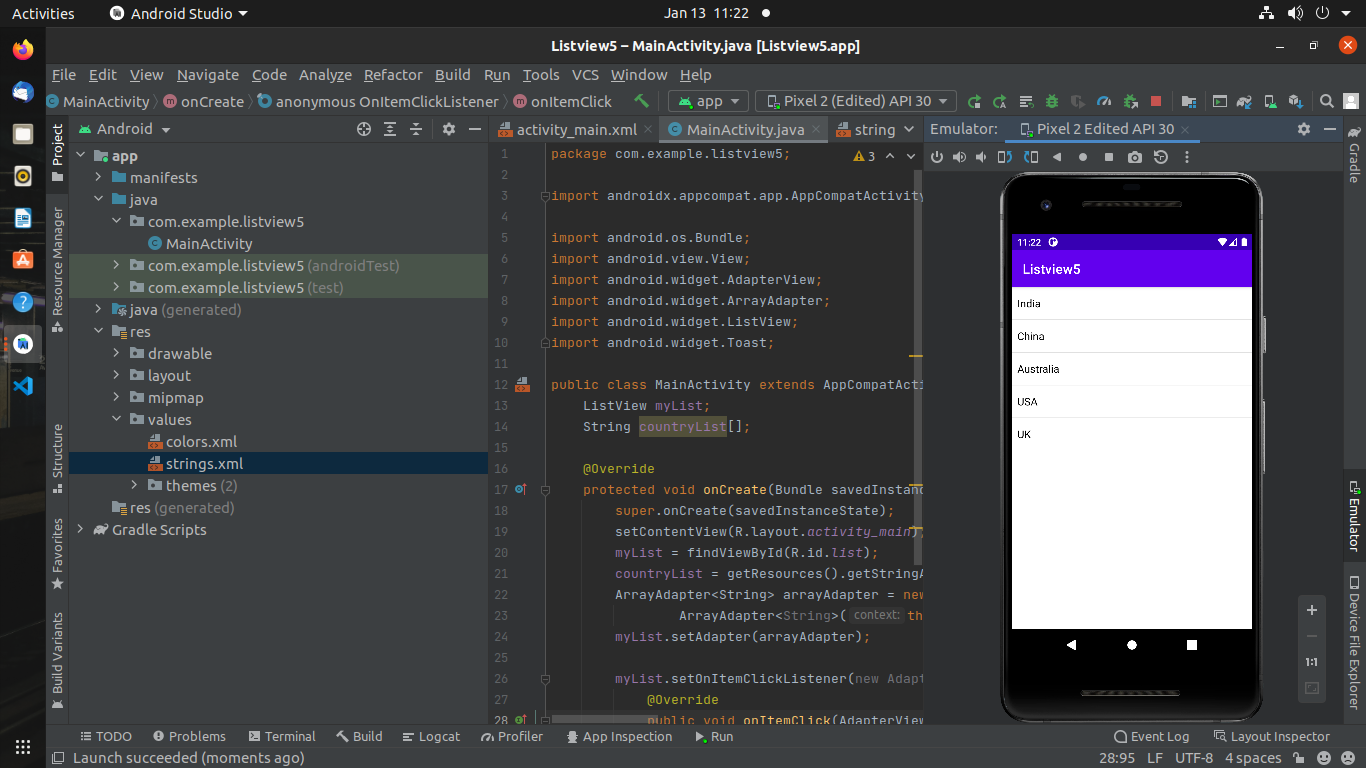 Activities Android Studio Jan 13 11:22
Listview5 – MainActivity.java [Listview5.app]
File Edit View Navigate Code Analyze Refactor Build Run Tools VCS Window Help
MainActivity onCreate anonymous OnItemClickListener onItemClick app Pixel 2 (Edited) API 30
Project
Android
activity_main.xml MainActivity.java string
Emulator: Pixel 2 Edited API 30
Gradle
app
manifests
java
com.example.listview5
MainActivity
com.example.listview5 (androidTest)
com.example.listview5 (test)
java (generated)
res
drawable
layout
mipmap
values
colors.xml
strings.xml
themes (2)
res (generated)
Gradle Scripts
Resource Manager
Structure
Favorites
Build Variants
3
1 package com.example.listview5;
2
3 import androidx.appcompat.app.AppCompatActivity
4
5 import android.os.Bundle;
6 import android.view.View;
7 import android.widget.AdapterView;
8 import android.widget.ArrayAdapter;
9 import android.widget.ListView;
10 import android.widget.Toast;
11
12 public class MainActivity extends AppCompatActi
13 ListView myList;
14 String countryList[];
15
16 @Override
17 protected void onCreate(Bundle savedInstanc
18 super.onCreate(savedInstanceState);
19 setContentView(R.layout.activity_main);
20 myList = findViewById(R.id.list);
21 countryList = getResources().getStringA
22 ArrayAdapter<String> arrayAdapter = new
23 ArrayAdapter<String>( context: th
24 myList.setAdapter(arrayAdapter);
25
26 myList.setOnItemClickListener(new Adapt
27 @Override
28 public void onItemClick(AdapterView
11:22
Listview5
India
China
Australia
USA
UK
1:1
Emulator
Device File Explorer
TODO Problems Terminal Build Logcat Profiler App Inspection Run Event Log Layout Inspector
Launch succeeded (moments ago) 28:95 LF UTF-8 4 spaces